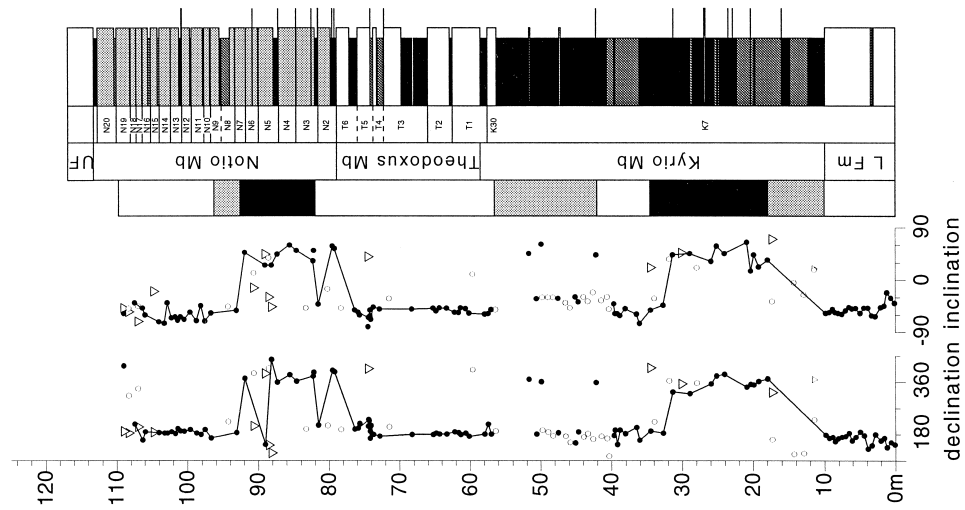 N20
N19
N18
N17
N16
N15
N14
N13
N12
N11
N10
N9
N8
N7
N6
N5
N4
N3
N2
T6
T5
T4
T3
T2
T1
K30
K7
UF
Notio Mb
Theodoxus Mb
Kyrio Mb
L Fm
90
0
-90
inclination
360
180
declination
120
110
100
90
80
70
60
50
40
30
20
10
0m